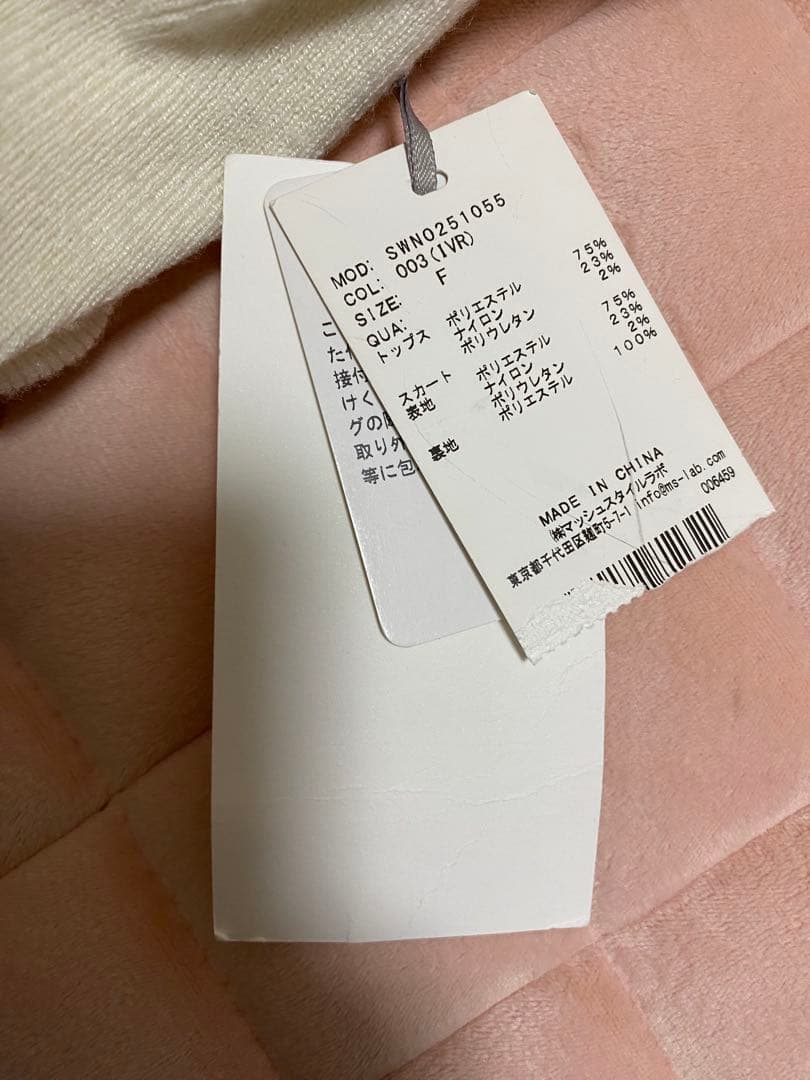 MOD: SWN0251055
COL: 003(IVR)
SIZE: F
QUA:
トップス ポリエステル 75%
ナイロン 23%
ポリウレタン 2%
スカート
表地 ポリエステル 75%
ナイロン 23%
ポリウレタン 2%
裏地 ポリエステル 100%
MADE IN CHINA
㈱マッシュスタイルラボ
東京都千代田区麹町5-7-1 info@ms-lab.com
006459
こ
た
接付
けく
グの
取り外
等に包